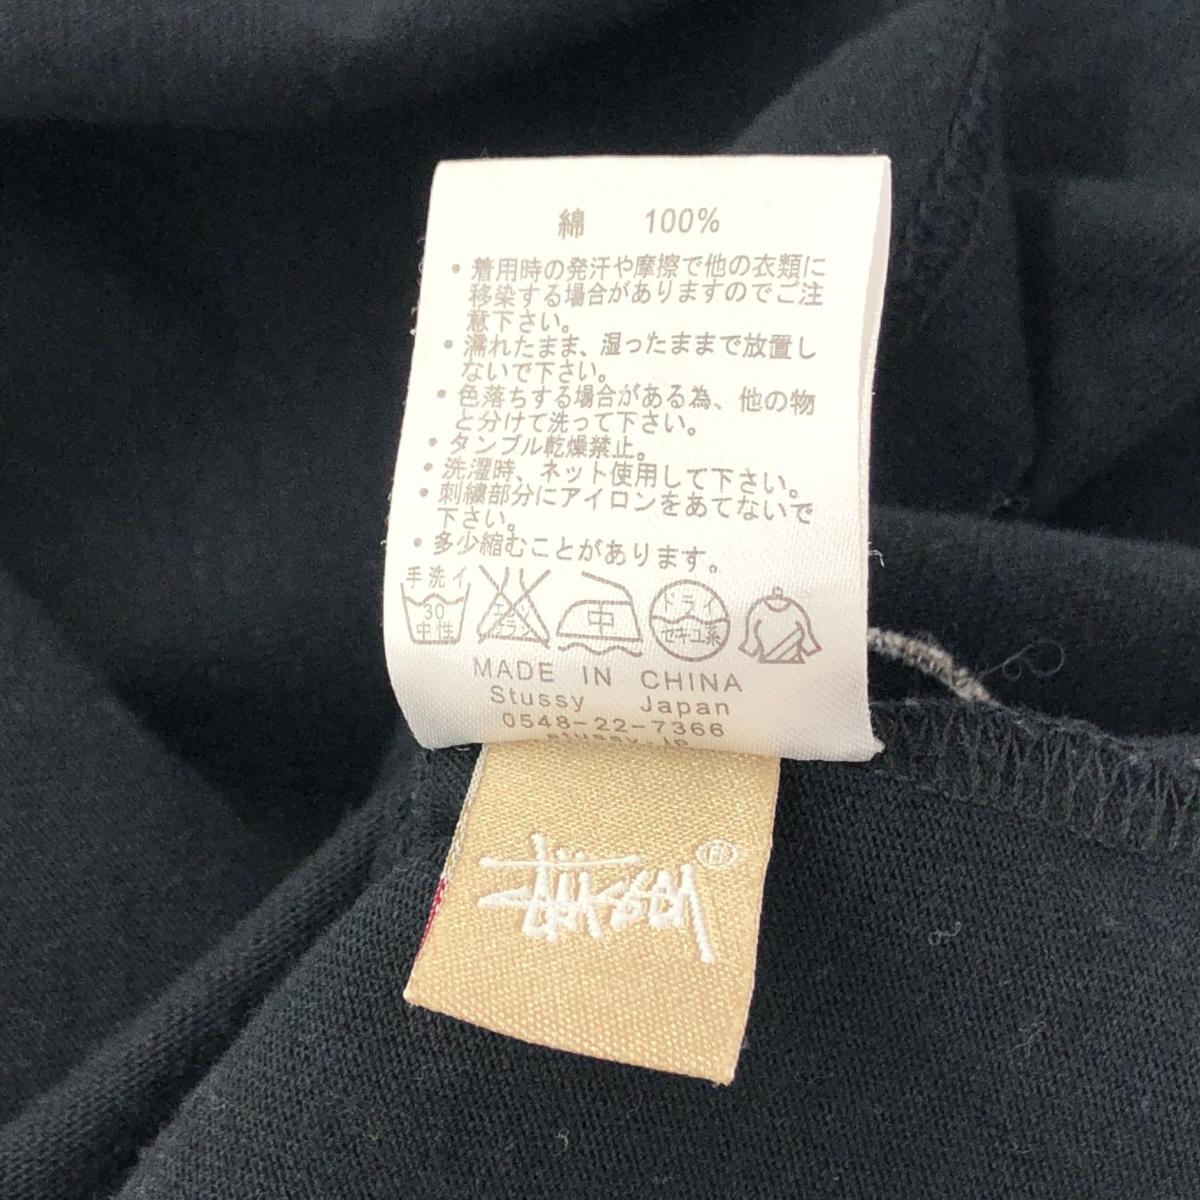 綿 100%
・着用時の発汗や摩擦で他の衣類に
移染する場合がありますのでご注
意下さい。
・濡れたまま、湿ったままで放置し
ないで下さい。
・色落ちする場合がある為、他の物
と分けて洗って下さい。
・タンブル乾燥禁止。
・洗濯時、ネット使用して下さい。
・刺繍部分にアイロンをあてないで
下さい。
・多少縮むことがあります。
手洗イ
30
中性
エンソ
サラシ
中
ドライ
セキユ系
MADE IN CHINA
Stussy Japan
0548-22-7366
stussy.jp
Stüssy ®